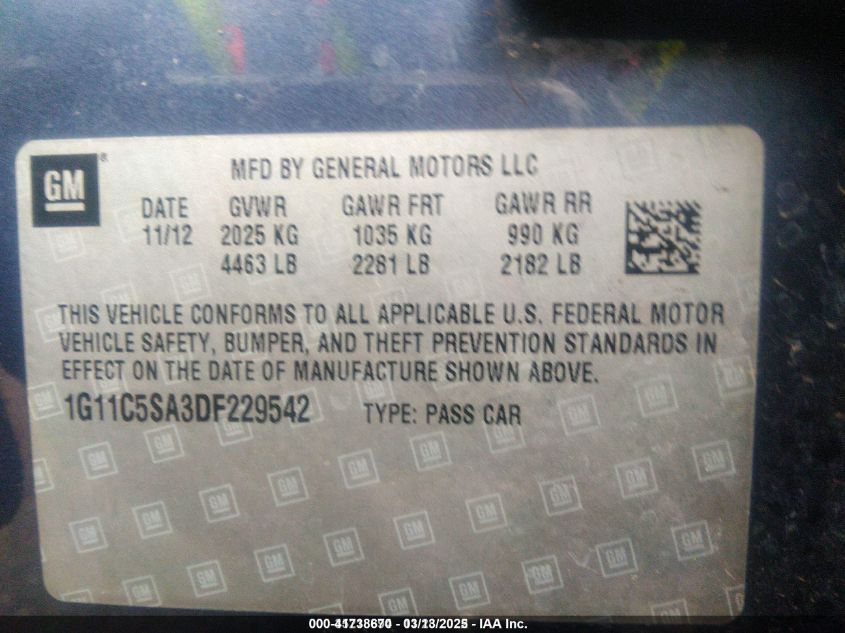 GM ®
MFD BY GENERAL MOTORS LLC
DATE GVWR GAWR FRT GAWR RR
11/12 2025 KG 1035 KG 990 KG
4463 LB 2281 LB 2182 LB
THIS VEHICLE CONFORMS TO ALL APPLICABLE U.S. FEDERAL MOTOR
VEHICLE SAFETY, BUMPER, AND THEFT PREVENTION STANDARDS IN
EFFECT ON THE DATE OF MANUFACTURE SHOWN ABOVE.
1G11C5SA3DF229542 TYPE: PASS CAR
- IAA Inc.